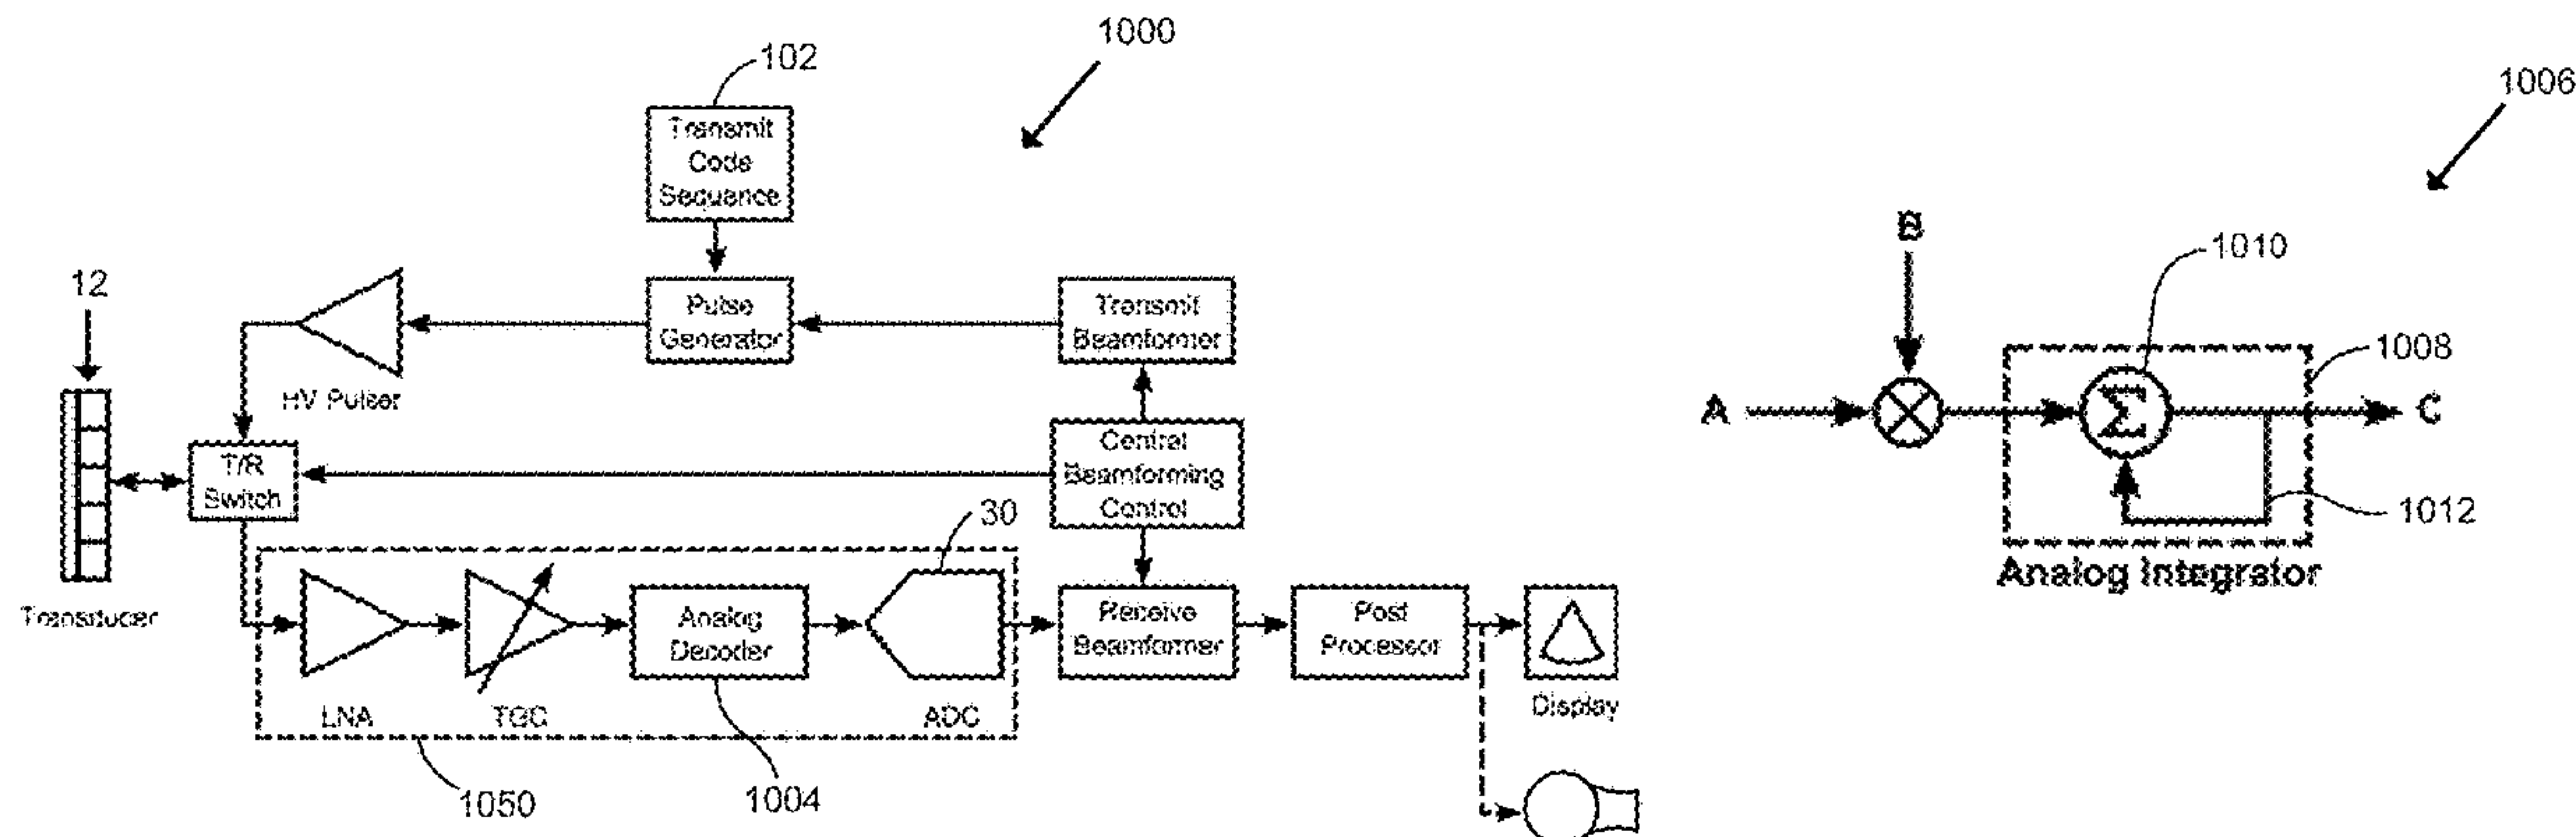 1000
102
1006
Transmit
Code
Sequence
B
1010
12
Pulse
Generator
Transmit
Beamformer
1008
HV Pulser
A
Σ
C
T/R
Switch
Central
Beamforming
Control
30
1012
Analog Integrator
Transducer
Analog
Decoder
Receive
Beamformer
Post
Processor
LNA
TGC
ADC
Display
1050
1004